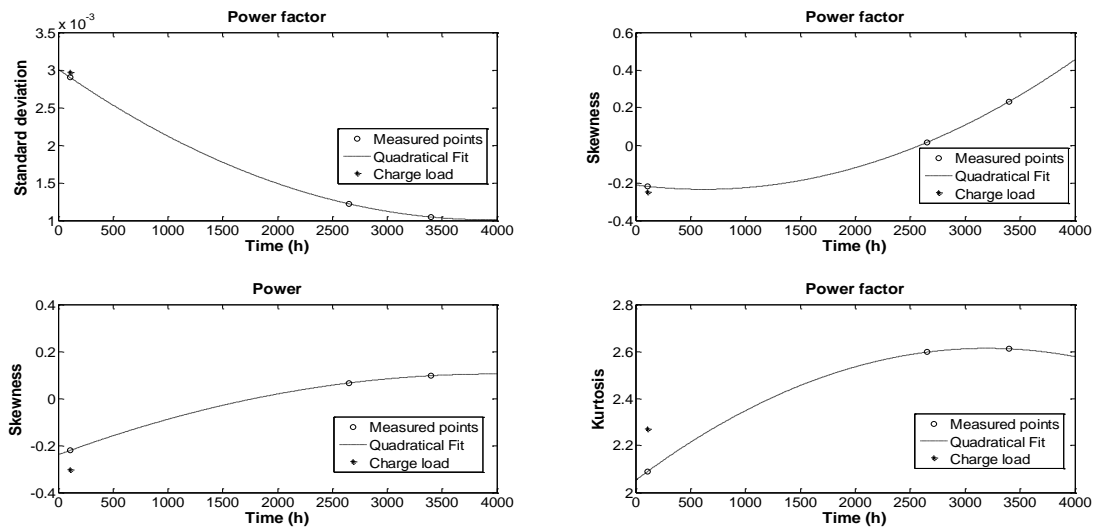 Power factor
x 10^-3
3.5
3
2.5
2
1.5
1
Standard deviation
Measured points
Quadratical Fit
Charge load
0 500 1000 1500 2000 2500 3000 3500 4000
Time (h)
Power factor
0.6
0.4
0.2
0
-0.2
-0.4
Skewness
Measured points
Quadratical Fit
Charge load
0 500 1000 1500 2000 2500 3000 3500 4000
Time (h)
Power
0.4
0.2
0
-0.2
-0.4
Skewness
Measured points
Quadratical Fit
Charge load
0 500 1000 1500 2000 2500 3000 3500 4000
Time (h)
Power factor
2.8
2.6
2.4
2.2
2
Kurtosis
Measured points
Quadratical Fit
Charge load
0 500 1000 1500 2000 2500 3000 3500 4000
Time (h)